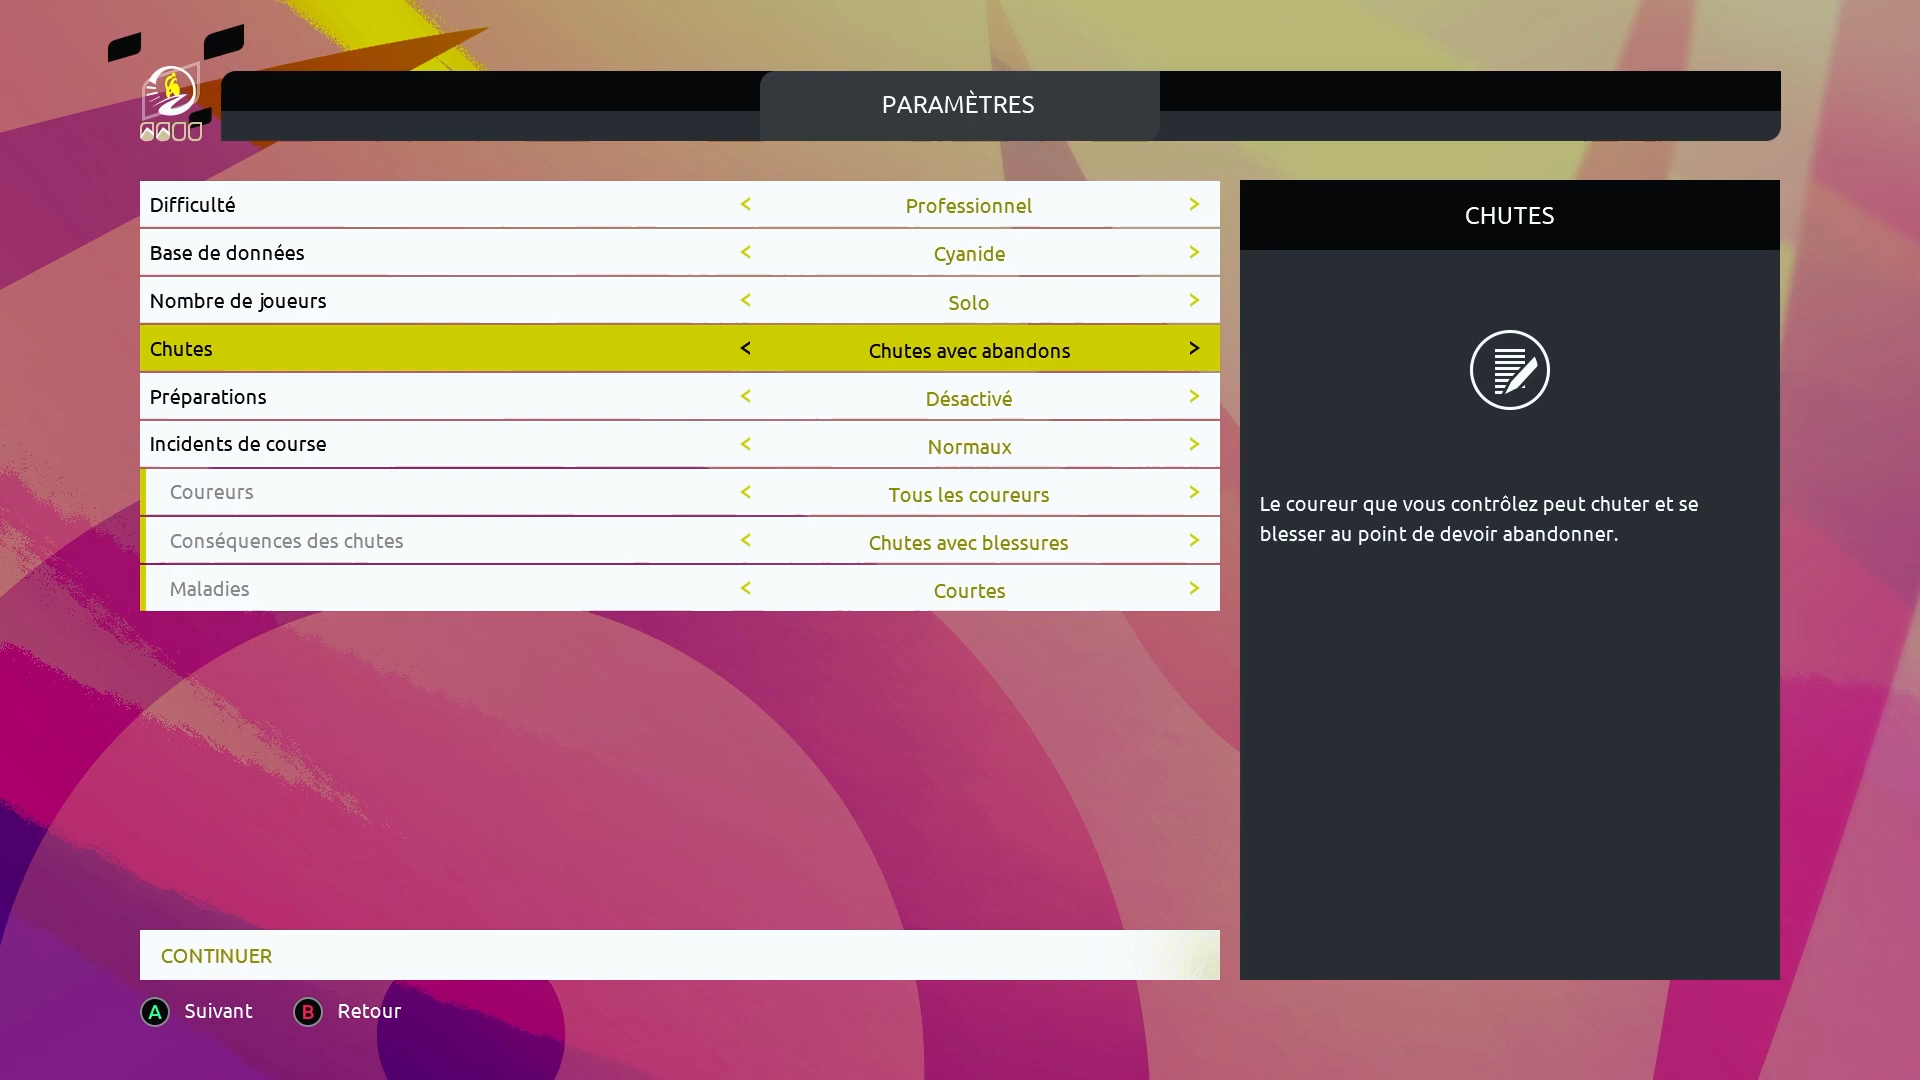 PARAMÈTRES
Difficulté < Professionnel >
Base de données < Cyanide >
Nombre de joueurs < Solo >
Chutes < Chutes avec abandons >
Préparations < Désactivé >
Incidents de course < Normaux >
Coureurs < Tous les coureurs >
Conséquences des chutes < Chutes avec blessures >
Maladies < Courtes >
CHUTES
Le coureur que vous contrôlez peut chuter et se
blesser au point de devoir abandonner.
CONTINUER
A Suivant B Retour